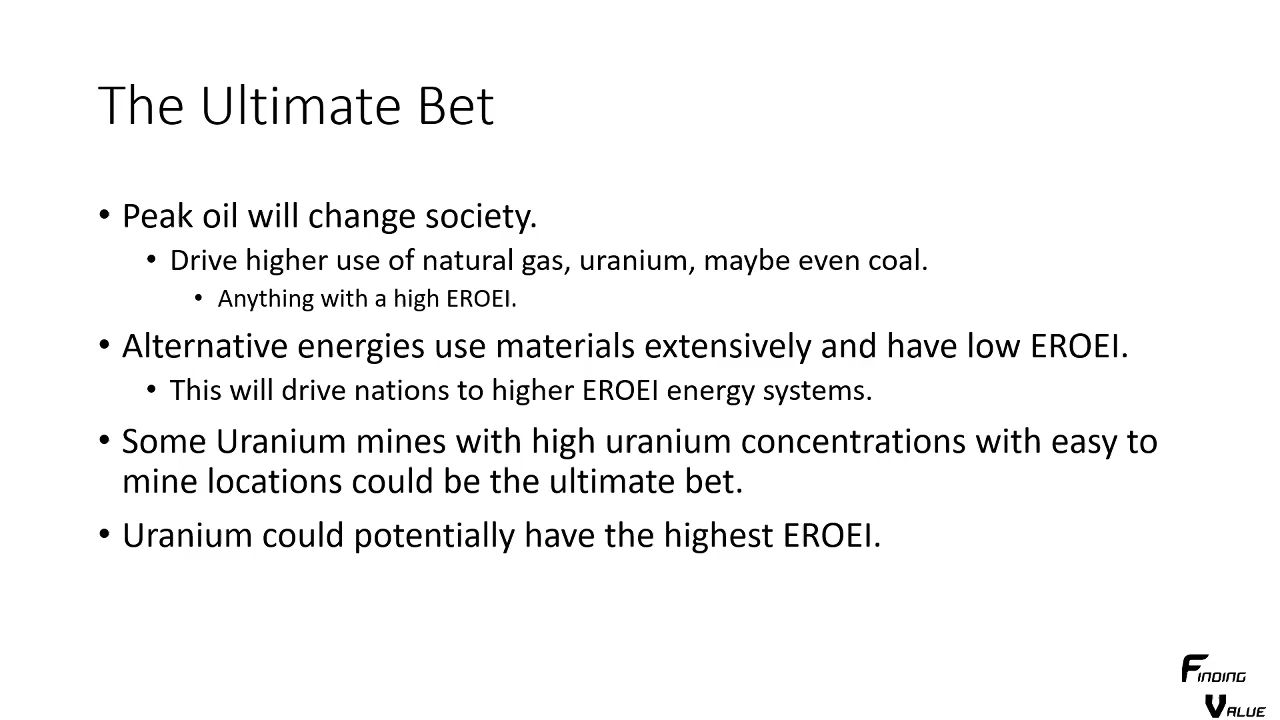 The Ultimate Bet
• Peak oil will change society.
• Drive higher use of natural gas, uranium, maybe even coal.
• Anything with a high EROEI.
• Alternative energies use materials extensively and have low EROEI.
• This will drive nations to higher EROEI energy systems.
• Some Uranium mines with high uranium concentrations with easy to
mine locations could be the ultimate bet.
• Uranium could potentially have the highest EROEI.
Finding
Value